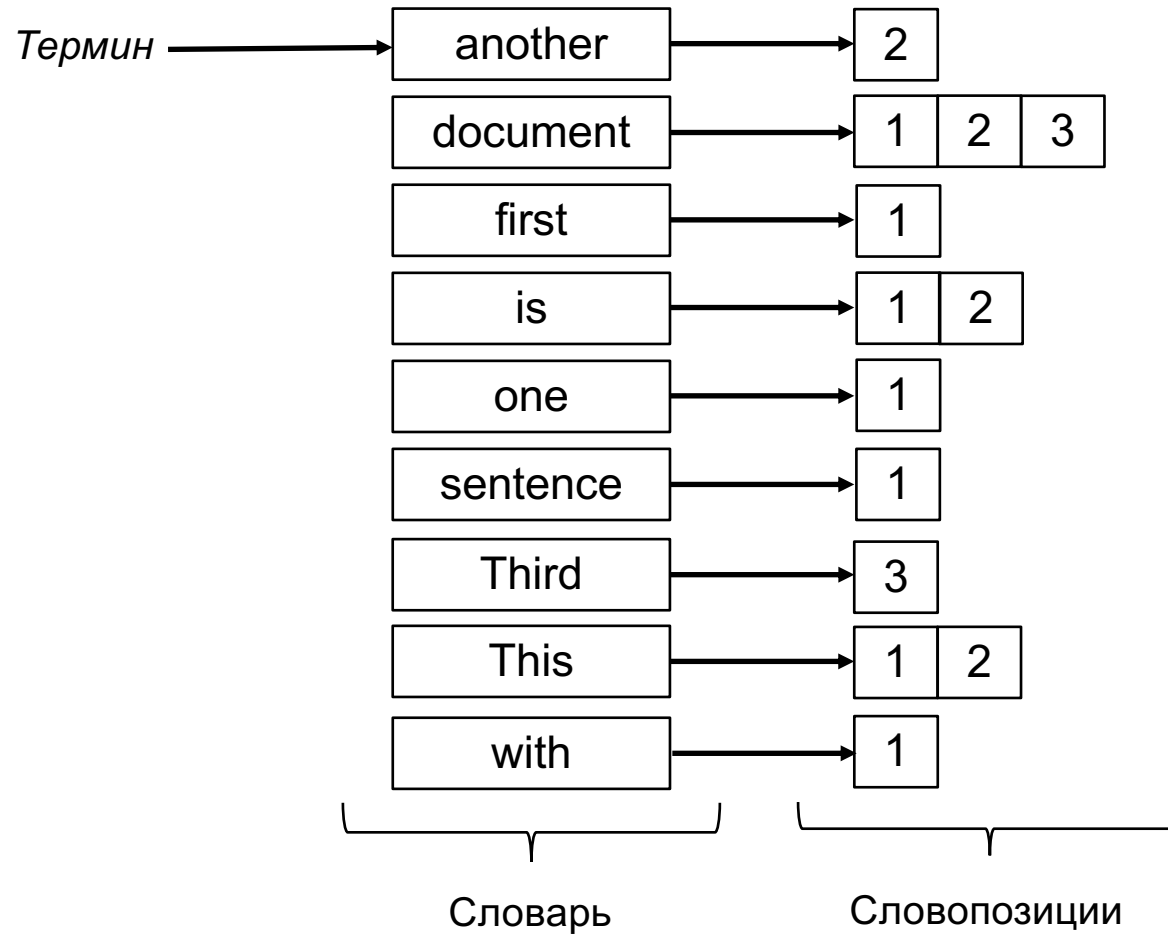 Термин another 2
document 1 2 3
first 1
is 1 2
one 1
sentence 1
Third 3
This 1 2
with 1
Словарь Словопозиции